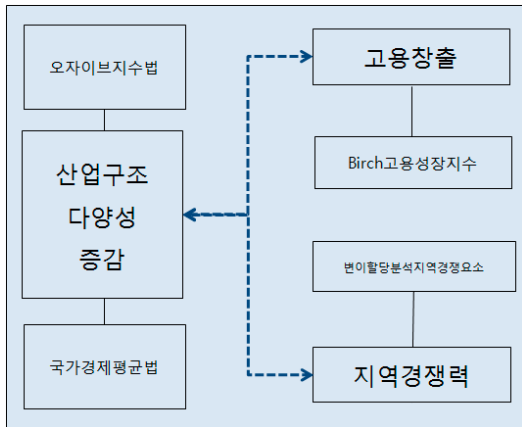 오자이브지수법
산업구조
다양성
증감
국가경제평균법
고용창출
Birch고용성장지수
변이할당분석지역경쟁요소
지역경쟁력